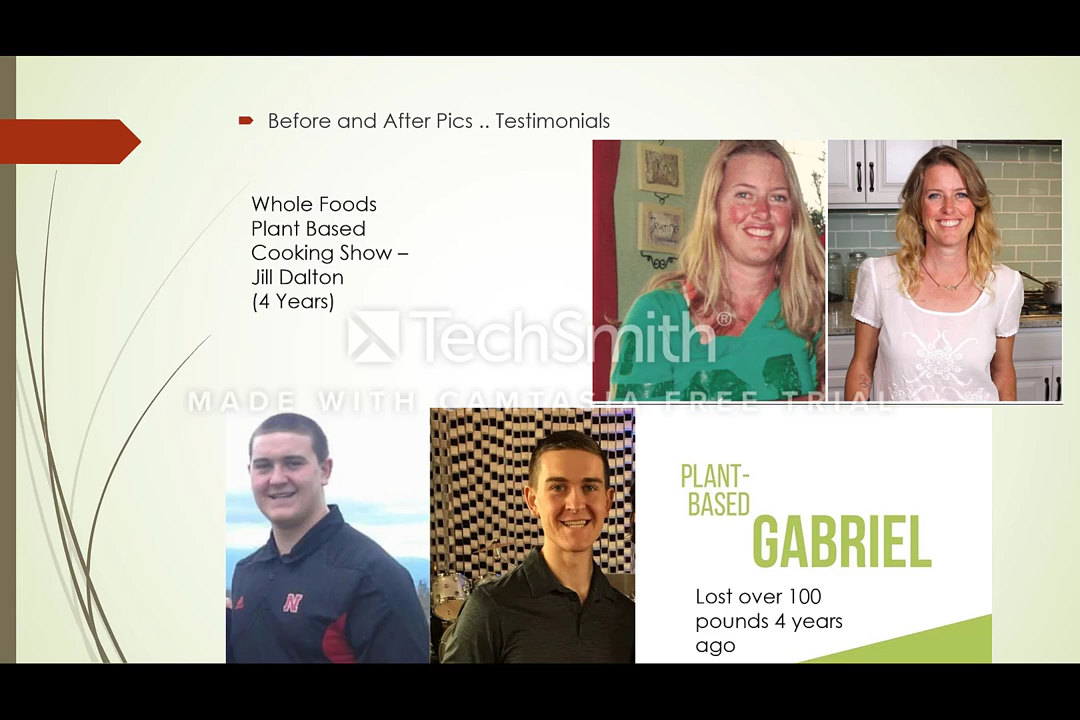 Before and After Pics .. Testimonials
Whole Foods
Plant Based
Cooking Show –
Jill Dalton
(4 Years)
TechSmith®
MADE WITH CAMTASIA FREE TRIAL
N
PLANT-
BASED
GABRIEL
Lost over 100
pounds 4 years
ago